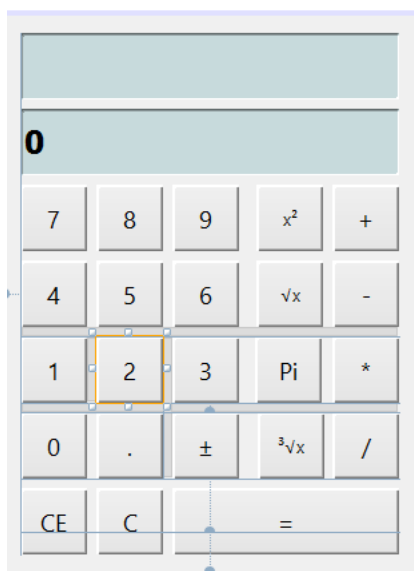 0
7 8 9 x² +
4 5 6 √x -
1 2 3 Pi *
0 . ± ³√x /
CE C =